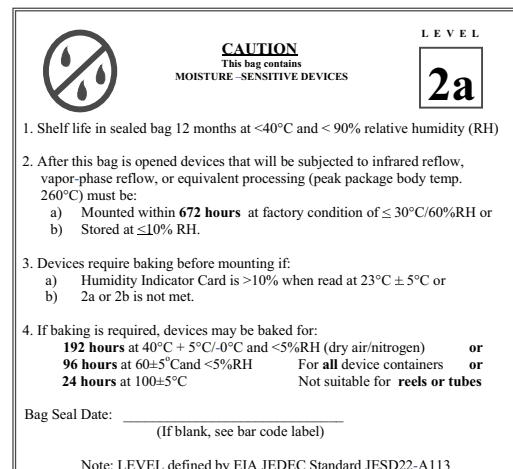 LEVEL
CAUTION
This bag contains
MOISTURE –SENSITIVE DEVICES
2a
1. Shelf life in sealed bag 12 months at <40°C and < 90% relative humidity (RH)
2. After this bag is opened devices that will be subjected to infrared reflow,
vapor-phase reflow, or equivalent processing (peak package body temp.
260°C) must be:
a) Mounted within 672 hours at factory condition of ≤ 30°C/60%RH or
b) Stored at ≤10% RH.
3. Devices require baking before mounting if:
a) Humidity Indicator Card is >10% when read at 23°C ± 5°C or
b) 2a or 2b is not met.
4. If baking is required, devices may be baked for:
192 hours at 40°C + 5°C/-0°C and <5%RH (dry air/nitrogen) or
96 hours at 60±5°Cand <5%RH For all device containers or
24 hours at 100±5°C Not suitable for reels or tubes
Bag Seal Date: ______________________________
(If blank, see bar code label)
Note: LEVEL defined by EIA JEDEC Standard JESD22-A113